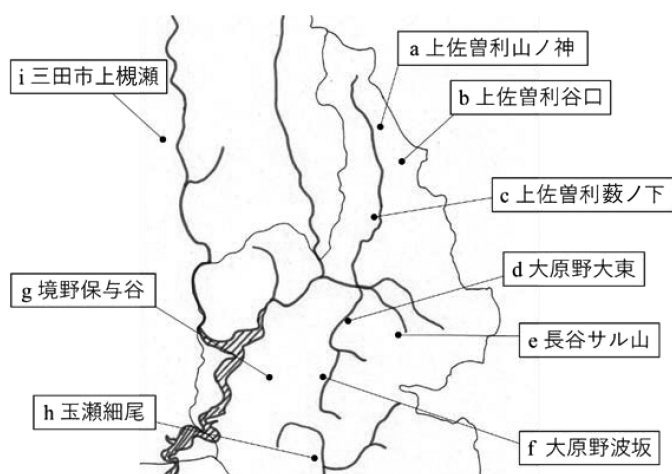 a 上佐曽利山ノ神
i 三田市上槻瀬
b 上佐曽利谷口
c 上佐曽利薮ノ下
d 大原野大東
g 境野保与谷
e 長谷サル山
h 玉瀬細尾
f 大原野波坂